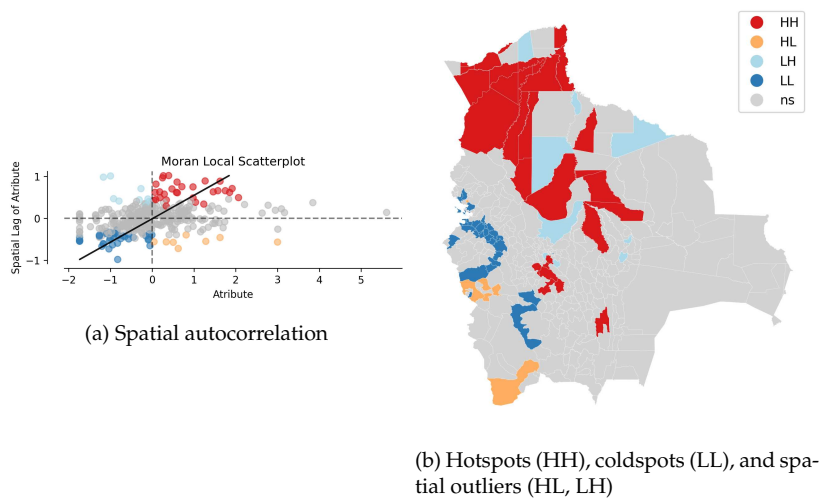 Moran Local Scatterplot
Spatial Lag of Attribute
1
0
−1
−2
−1
0
1
2
3
4
5
Atribute
(a) Spatial autocorrelation
HH
HL
LH
LL
ns
(b) Hotspots (HH), coldspots (LL), and spa-
tial outliers (HL, LH)